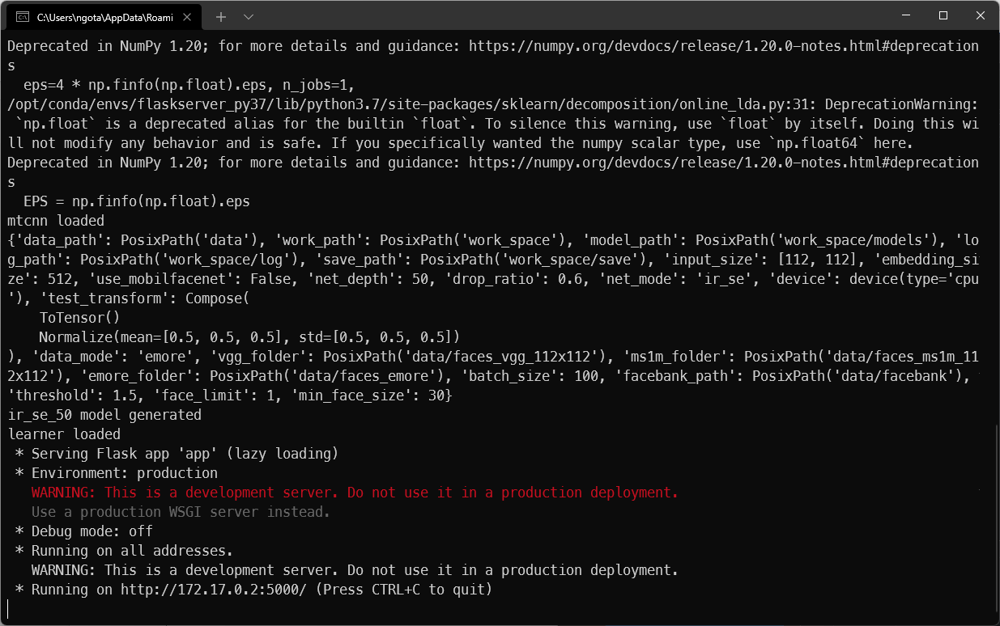 C:\Users\ngota\AppData\Roami
Deprecated in NumPy 1.20; for more details and guidance: https://numpy.org/devdocs/release/1.20.0-notes.html#deprecation
s
  eps=4 * np.finfo(np.float).eps, n_jobs=1,
/opt/conda/envs/flaskserver_py37/lib/python3.7/site-packages/sklearn/decomposition/online_lda.py:31: DeprecationWarning:
 `np.float` is a deprecated alias for the builtin `float`. To silence this warning, use `float` by itself. Doing this wi
ll not modify any behavior and is safe. If you specifically wanted the numpy scalar type, use `np.float64` here.
Deprecated in NumPy 1.20; for more details and guidance: https://numpy.org/devdocs/release/1.20.0-notes.html#deprecation
s
  EPS = np.finfo(np.float).eps
mtcnn loaded
{'data_path': PosixPath('data'), 'work_path': PosixPath('work_space'), 'model_path': PosixPath('work_space/models'), 'lo
g_path': PosixPath('work_space/log'), 'save_path': PosixPath('work_space/save'), 'input_size': [112, 112], 'embedding_si
ze': 512, 'use_mobilfacenet': False, 'net_depth': 50, 'drop_ratio': 0.6, 'net_mode': 'ir_se', 'device': device(type='cpu
'), 'test_transform': Compose(
    ToTensor()
    Normalize(mean=[0.5, 0.5, 0.5], std=[0.5, 0.5, 0.5])
), 'data_mode': 'emore', 'vgg_folder': PosixPath('data/faces_vgg_112x112'), 'ms1m_folder': PosixPath('data/faces_ms1m_11
2x112'), 'emore_folder': PosixPath('data/faces_emore'), 'batch_size': 100, 'facebank_path': PosixPath('data/facebank'),
'threshold': 1.5, 'face_limit': 1, 'min_face_size': 30}
ir_se_50 model generated
learner loaded
 * Serving Flask app 'app' (lazy loading)
 * Environment: production
   WARNING: This is a development server. Do not use it in a production deployment.
   Use a production WSGI server instead.
 * Debug mode: off
 * Running on all addresses.
   WARNING: This is a development server. Do not use it in a production deployment.
 * Running on http://172.17.0.2:5000/ (Press CTRL+C to quit)